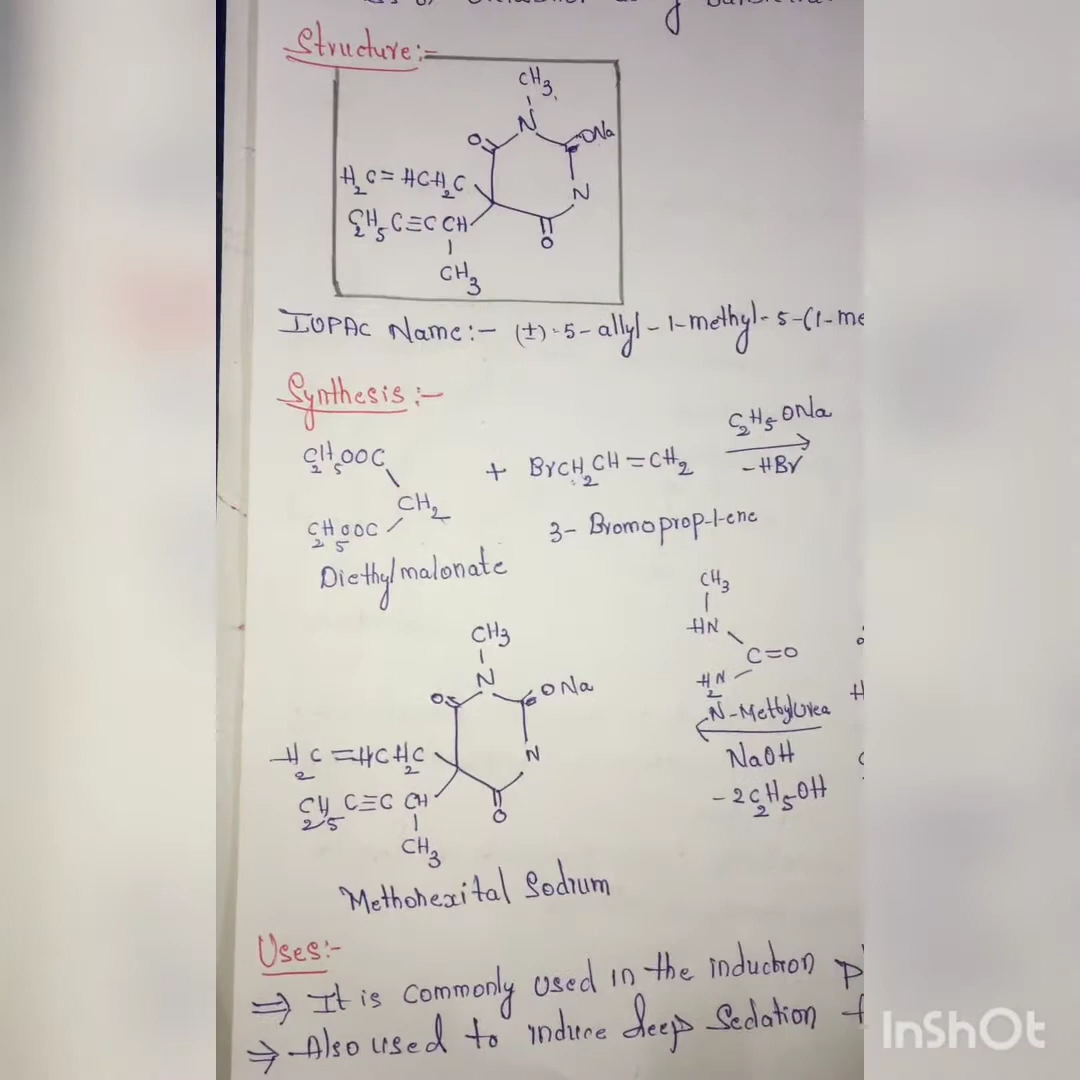 Structure:-
CH3
N
O
ONa
H2C=HCH2C
N
C2H5C≡C CH
O
CH3
IUPAC Name:- (±)-5-allyl-1-methyl-5-(1-me
Synthesis:-
C2H5OOC
CH2
C2H5OOC
Diethylmalonate
+ BrCH2CH=CH2
3-Bromoprop-1-ene
C2H5ONa
-HBr
CH3
HN
C=O
H2N
N-Methylurea
NaOH
-2C2H5OH
CH3
N
O
ONa
H2C=HCH2C
N
C2H5C≡C CH
O
CH3
Methohexital Sodium
Uses:-
⇒ It is commonly used in the induction
⇒ Also used to induce deep sedation
InShOt